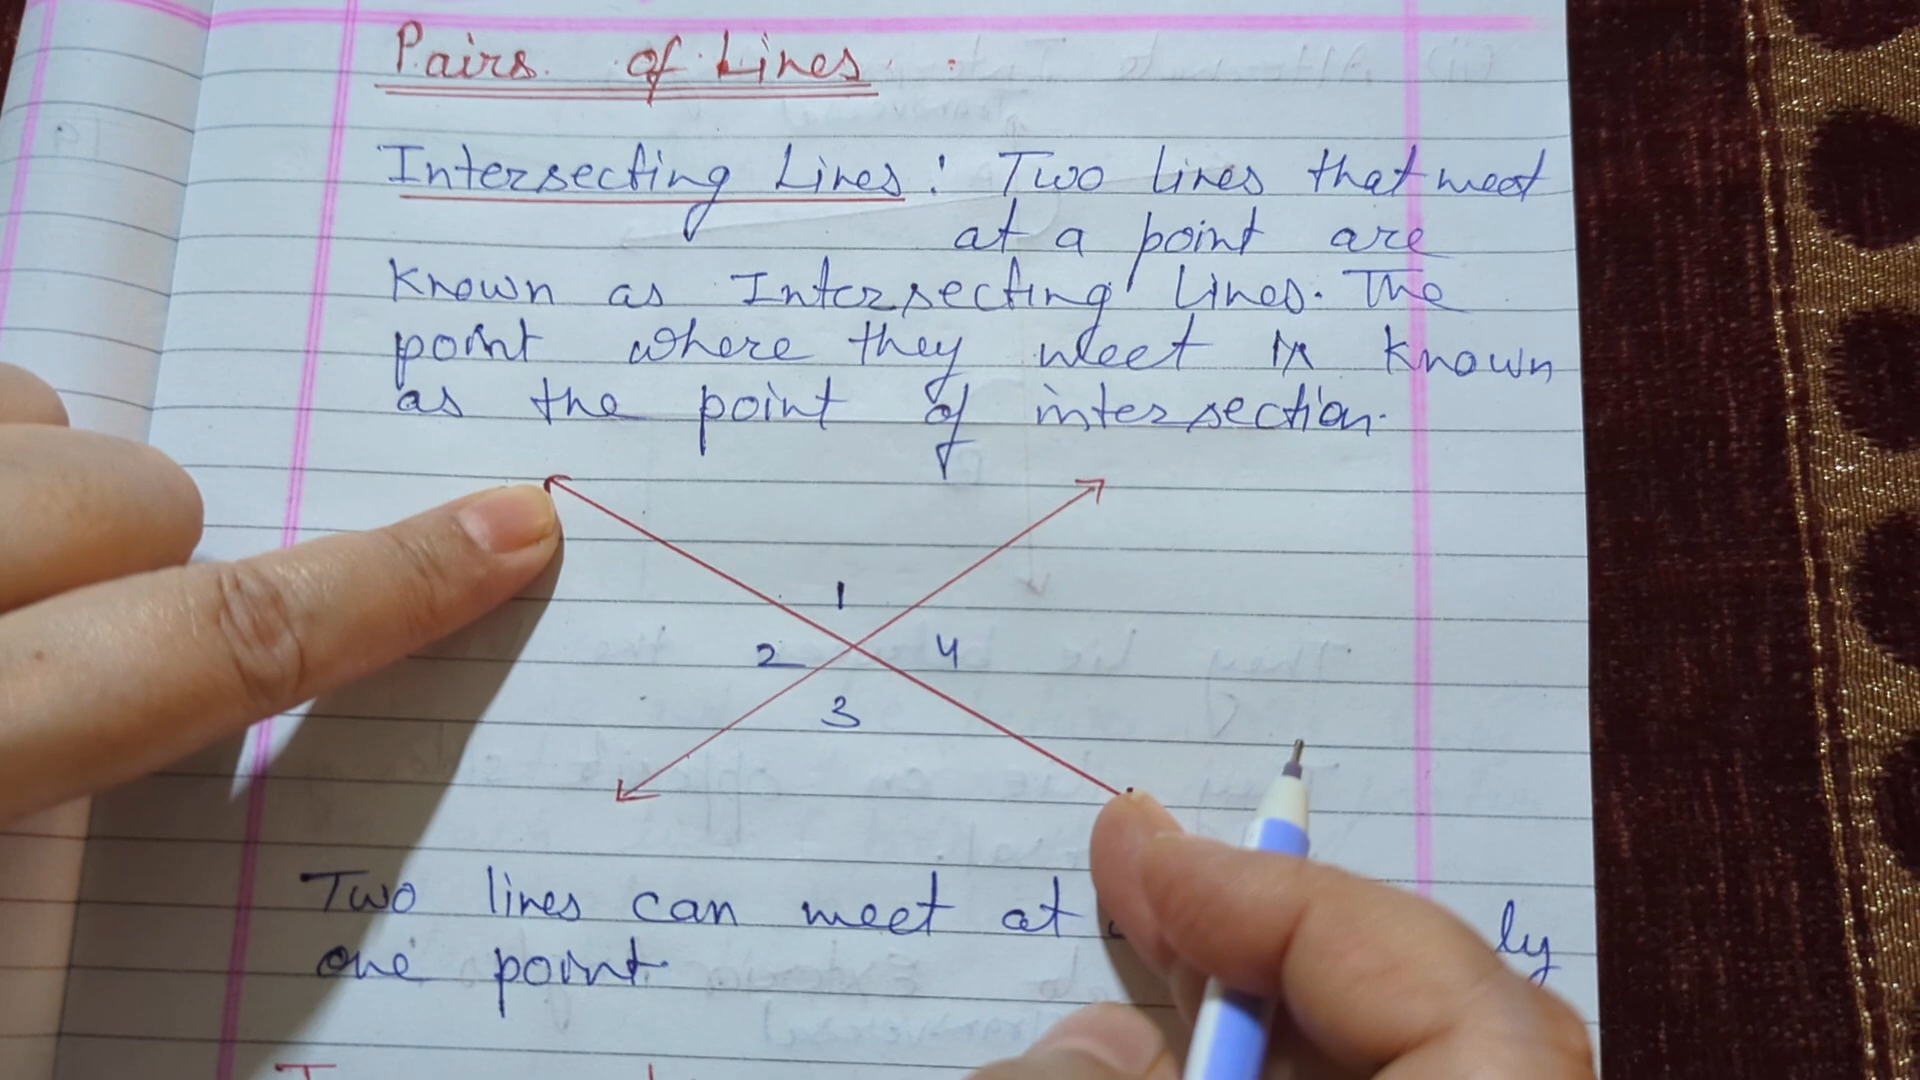 Pairs of Lines
Intersecting Lines: Two lines that meet
at a point are
known as Intersecting Lines. The
point where they meet is known
as the point of intersection.
1
2 4
3
Two lines can meet at ly
one point.